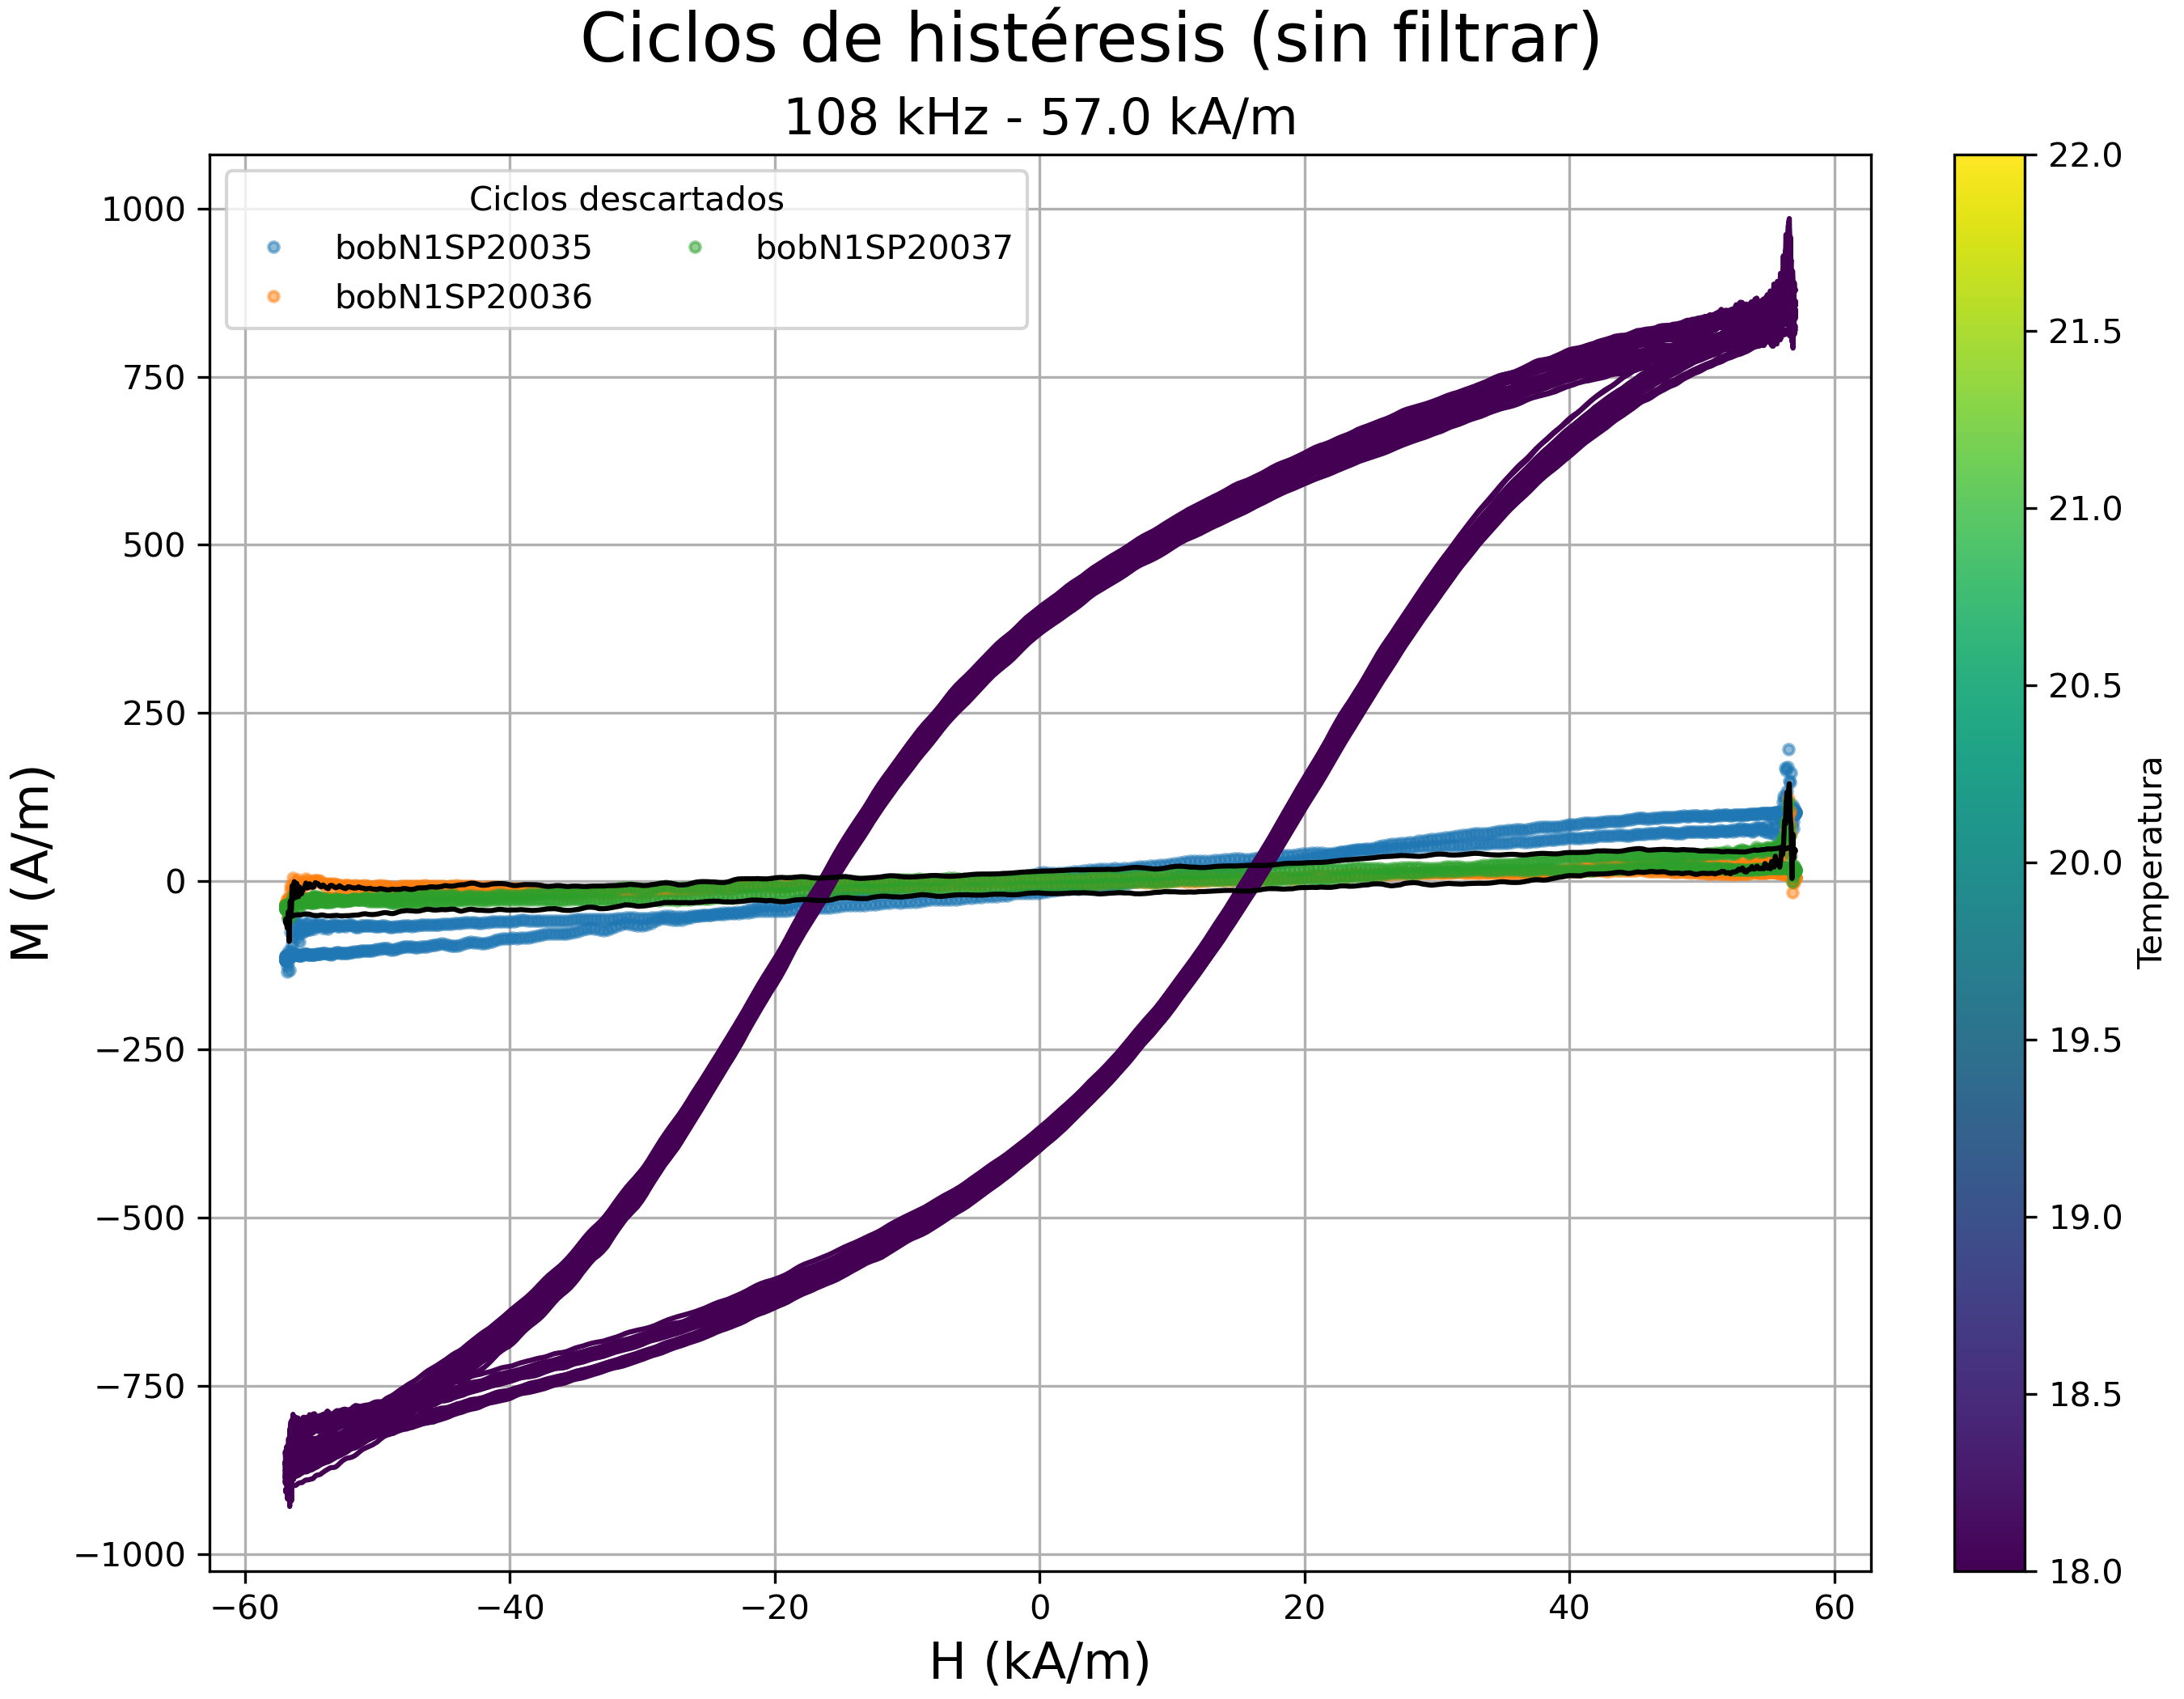 Ciclos de histéresis (sin filtrar)
108 kHz - 57.0 kA/m
Ciclos descartados
bobN1SP20035
bobN1SP20036
bobN1SP20037
M (A/m)
1000
750
500
250
0
−250
−500
−750
−1000
−60
−40
−20
0
20
40
60
H (kA/m)
22.0
21.5
21.0
20.5
20.0
19.5
19.0
18.5
18.0
Temperatura